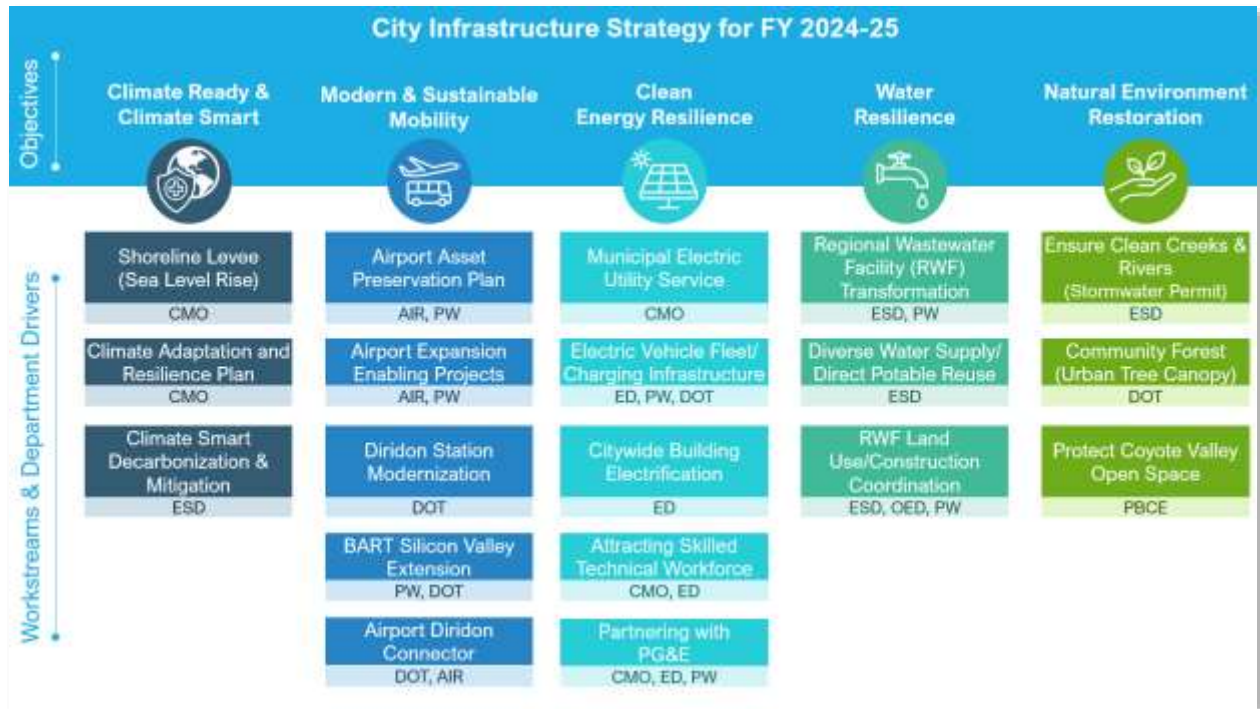 City Infrastructure Strategy for FY 2024-25
Objectives
Climate Ready &
Climate Smart
Modern & Sustainable
Mobility
Clean
Energy Resilience
Water
Resilience
Natural Environment
Restoration
Workstreams & Department Drivers
Shoreline Levee
(Sea Level Rise)
CMO
Climate Adaptation and
Resilience Plan
CMO
Climate Smart
Decarbonization &
Mitigation
ESD
Airport Asset
Preservation Plan
AIR, PW
Airport Expansion
Enabling Projects
AIR, PW
Diridon Station
Modernization
DOT
BART Silicon Valley
Extension
PW, DOT
Airport Diridon
Connector
DOT, AIR
Municipal Electric
Utility Service
CMO
Electric Vehicle Fleet/
Charging Infrastructure
ED, PW, DOT
Citywide Building
Electrification
ED
Attracting Skilled
Technical Workforce
CMO, ED
Partnering with
PG&E
CMO, ED, PW
Regional Wastewater
Facility (RWF)
Transformation
ESD, PW
Diverse Water Supply/
Direct Potable Reuse
ESD
RWF Land
Use/Construction
Coordination
ESD, OED, PW
Ensure Clean Creeks &
Rivers
(Stormwater Permit)
ESD
Community Forest
(Urban Tree Canopy)
DOT
Protect Coyote Valley
Open Space
PBCE